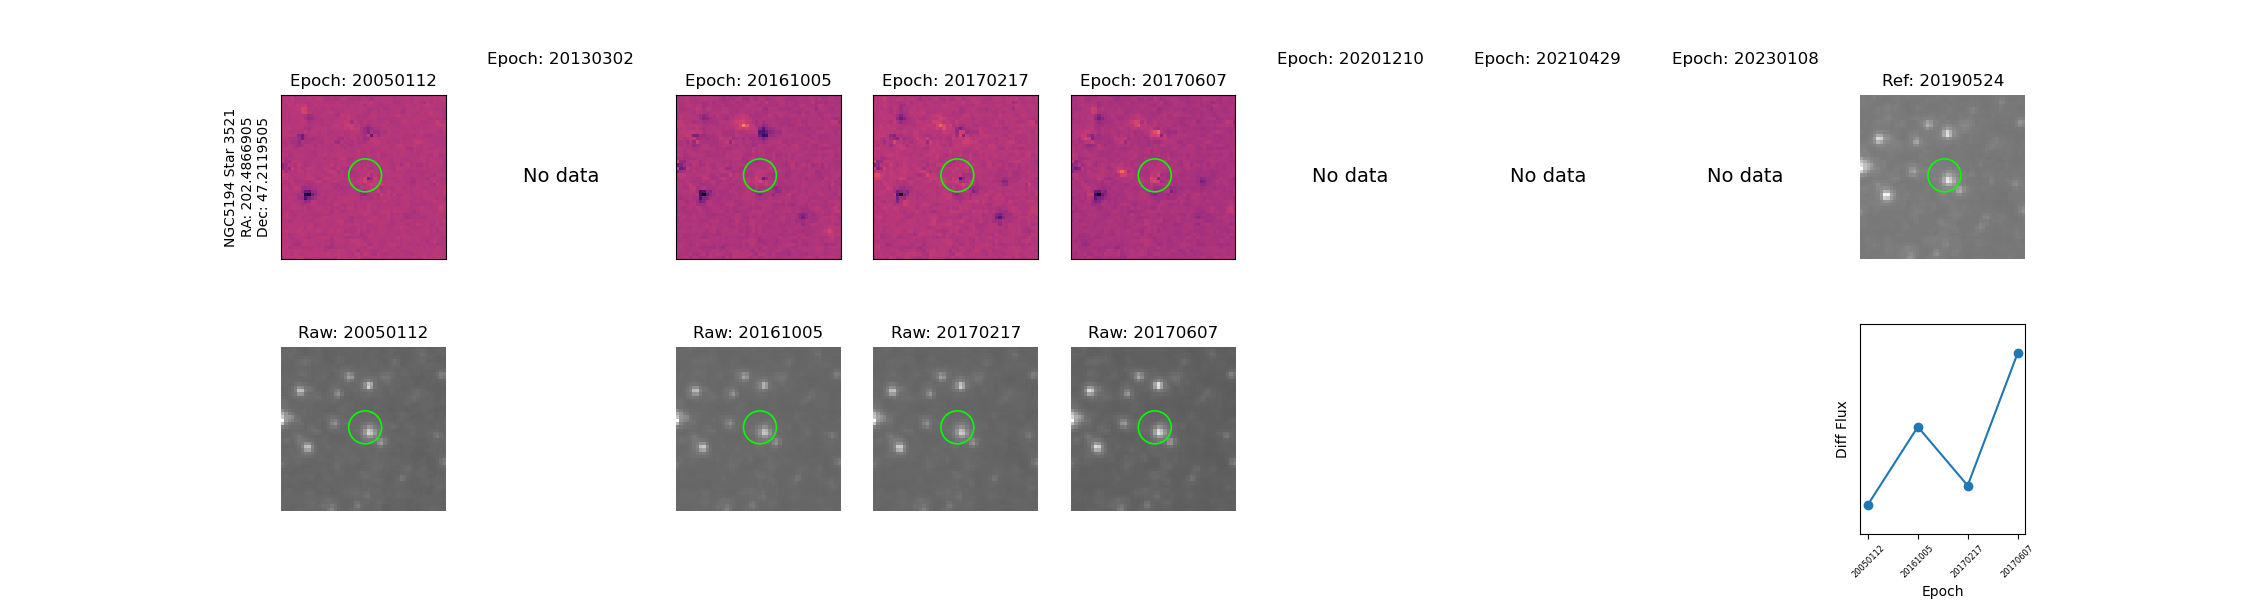 Epoch: 20050112
Epoch: 20130302
Epoch: 20161005
Epoch: 20170217
Epoch: 20170607
Epoch: 20201210
Epoch: 20210429
Epoch: 20230108
Ref: 20190524
NGC5194 Star 3521
RA: 202.4866905
Dec: 47.2119505
No data
No data
No data
No data
Raw: 20050112
Raw: 20161005
Raw: 20170217
Raw: 20170607
Diff Flux
20050112
20161005
20170217
20170607
Epoch